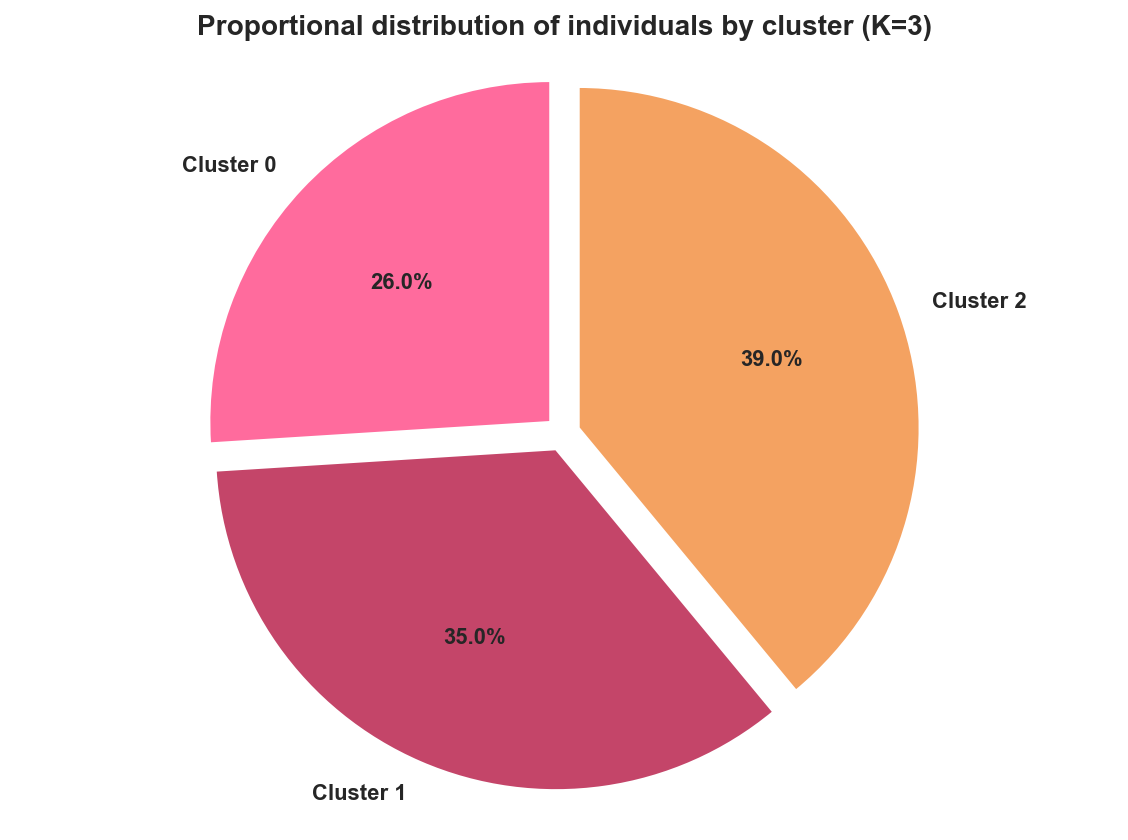 Proportional distribution of individuals by cluster (K=3)
Cluster 0
26.0%
Cluster 2
39.0%
35.0%
Cluster 1